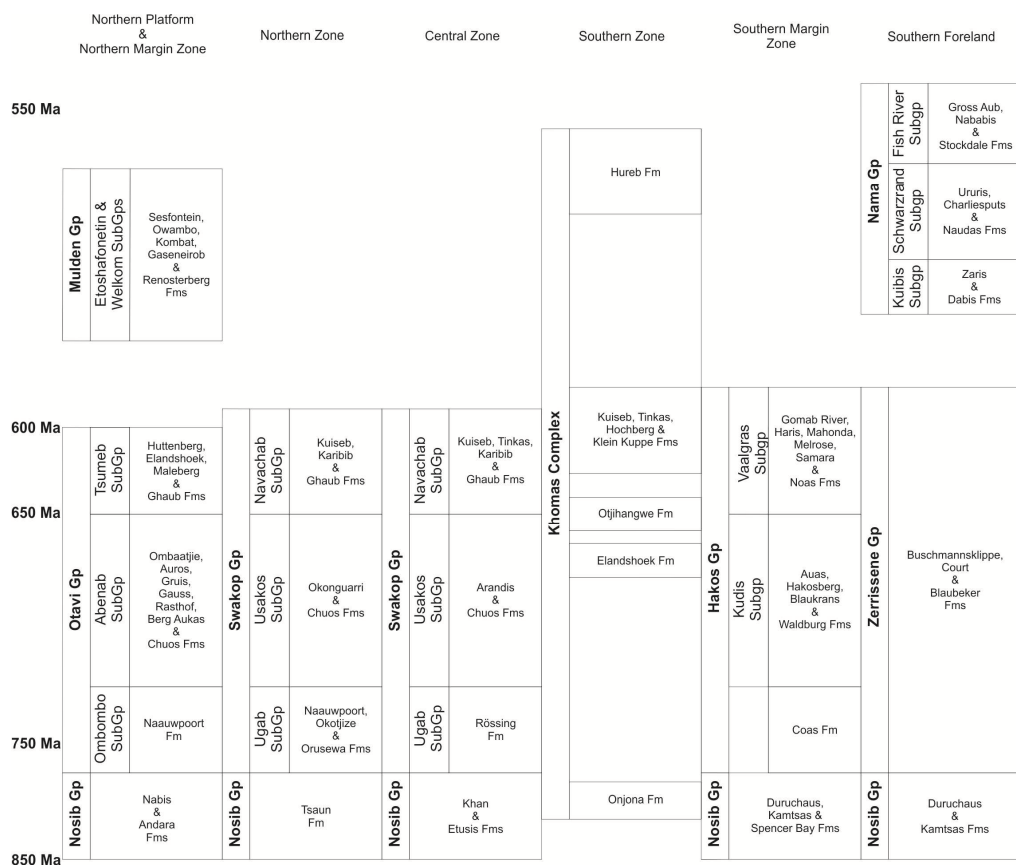 Northern Platform
&
Northern Margin Zone
Northern Zone
Central Zone
Southern Zone
Southern Margin
Zone
Southern Foreland
550 Ma
600 Ma
650 Ma
750 Ma
850 Ma
Mulden Gp
Etoshafonetin &
Welkom SubGps
Sesfontein,
Owambo,
Kombat,
Gaseneirob
&
Renosterberg
Fms
Otavi Gp
Tsumeb
SubGp
Huttenberg,
Elandshoek,
Maleberg
&
Ghaub Fms
Abenab
SubGp
Ombaatjie,
Auros,
Gruis,
Gauss,
Rasthof,
Berg Aukas
&
Chuos Fms
Ombombo
SubGp
Naauwpoort
Fm
Nosib Gp
Nabis
&
Andara
Fms
Swakop Gp
Navachab
SubGp
Kuiseb,
Karibib
&
Ghaub Fms
Usakos
SubGp
Okonguarri
&
Chuos Fms
Ugab
SubGp
Naauwpoort,
Okotjize
&
Orusewa Fms
Nosib Gp
Tsaun
Fm
Swakop Gp
Navachab
SubGp
Kuiseb, Tinkas,
Karibib
&
Ghaub Fms
Usakos
SubGp
Arandis
&
Chuos Fms
Ugab
SubGp
Rössing
Fm
Nosib Gp
Khan
&
Etusis Fms
Khomas Complex
Hureb Fm
Kuiseb, Tinkas,
Hochberg &
Klein Kuppe Fms
Otjihangwe Fm
Elandshoek Fm
Onjona Fm
Hakos Gp
Vaalgras
Subgp
Gomab River,
Haris, Mahonda,
Melrose,
Samara
&
Noas Fms
Kudis
Subgp
Auas,
Hakosberg,
Blaukrans
&
Waldburg Fms
Coas Fm
Nosib Gp
Duruchaus,
Kamtsas &
Spencer Bay Fms
Nama Gp
Fish River
Subgp
Gross Aub,
Nababis
&
Stockdale Fms
Schwarzrand
Subgp
Ururis,
Charliesputs
&
Naudas Fms
Kuibis
Subgp
Zaris
&
Dabis Fms
Zerrissene Gp
Buschmannsklippe,
Court
&
Blaubeker
Fms
Nosib Gp
Duruchaus
&
Kamtsas Fms